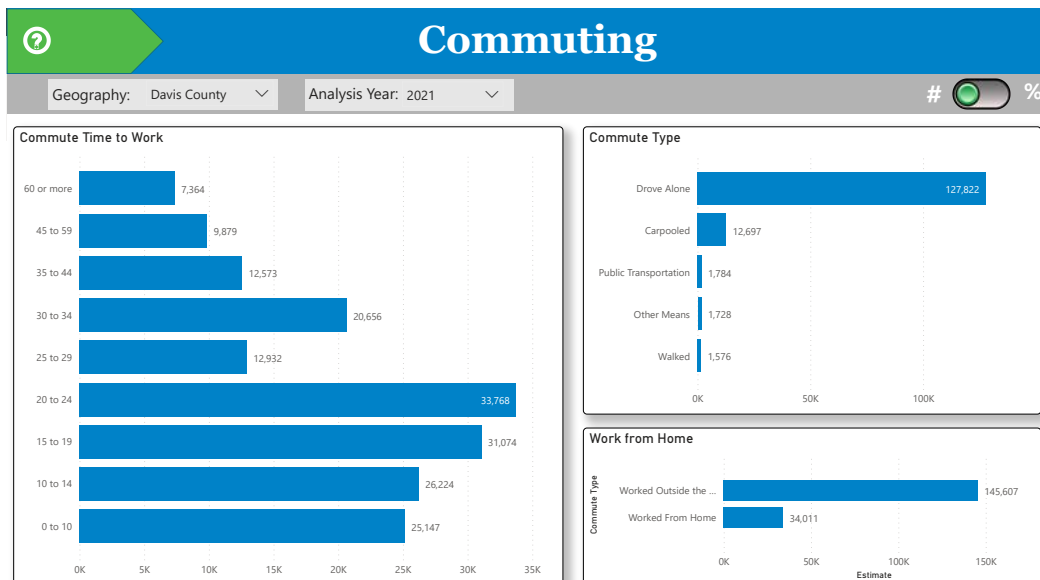 Commuting
Geography: Davis County
Analysis Year: 2021
# %
Commute Time to Work
60 or more 7,364
45 to 59 9,879
35 to 44 12,573
30 to 34 20,656
25 to 29 12,932
20 to 24 33,768
15 to 19 31,074
10 to 14 26,224
0 to 10 25,147
0K 5K 10K 15K 20K 25K 30K 35K
Commute Type
Drove Alone 127,822
Carpooled 12,697
Public Transportation 1,784
Other Means 1,728
Walked 1,576
0K 50K 100K
Work from Home
Commute Type
Worked Outside the ... 145,607
Worked From Home 34,011
0K 50K 100K 150K
Estimate